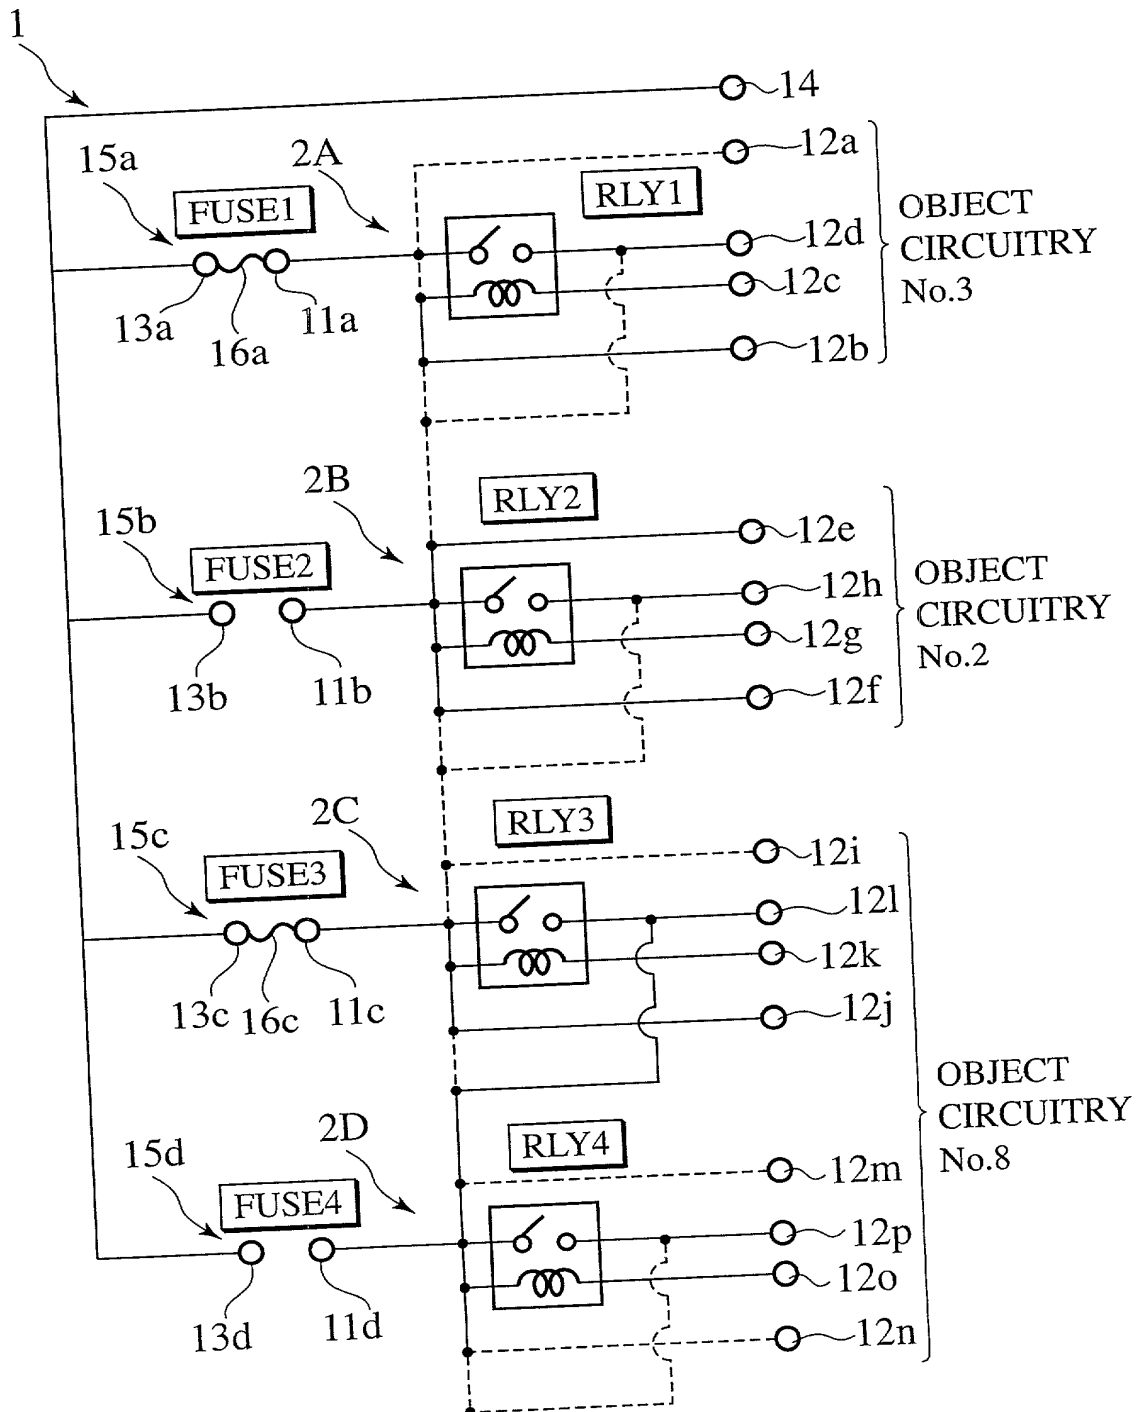 1
14
15a
2A
12a
FUSE1
RLY1
OBJECT
CIRCUITRY
No.3
12d
12c
13a
16a
11a
12b
2B
RLY2
15b
12e
FUSE2
OBJECT
CIRCUITRY
No.2
12h
12g
13b
11b
12f
2C
RLY3
15c
12i
FUSE3
12l
12k
13c
16c
11c
12j
OBJECT
CIRCUITRY
No.8
2D
RLY4
15d
12m
FUSE4
12p
12o
13d
11d
12n